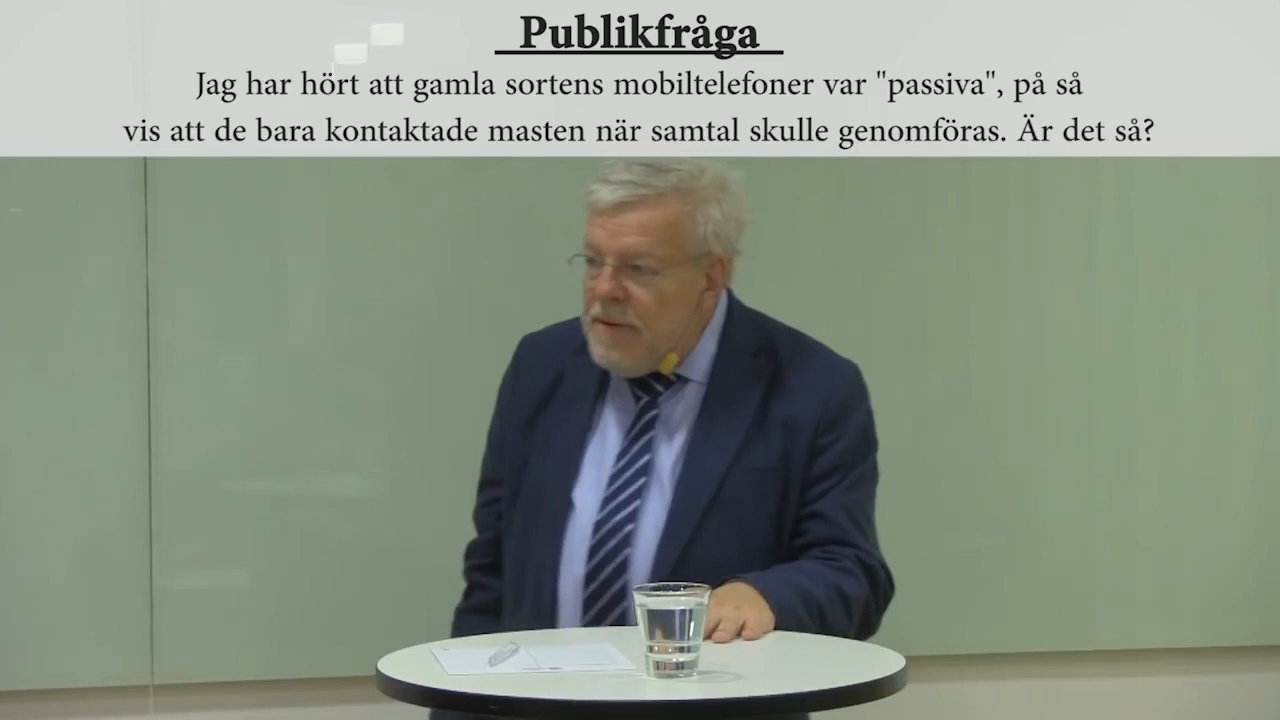 Publikfråga
Jag har hört att gamla sortens mobiltelefoner var "passiva", på så
vis att de bara kontaktade masten när samtal skulle genomföras. Är det så?